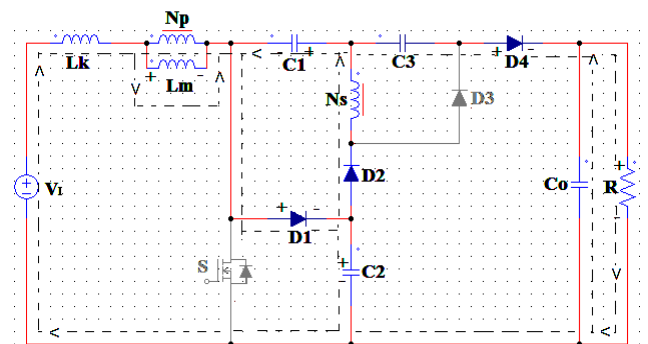 Np
Lk
Lm
+
-
C1
+
C3
+
-
D4
Ns
D3
D2
VI
+
-
D1
S
+
-
C2
Co
+
R
-